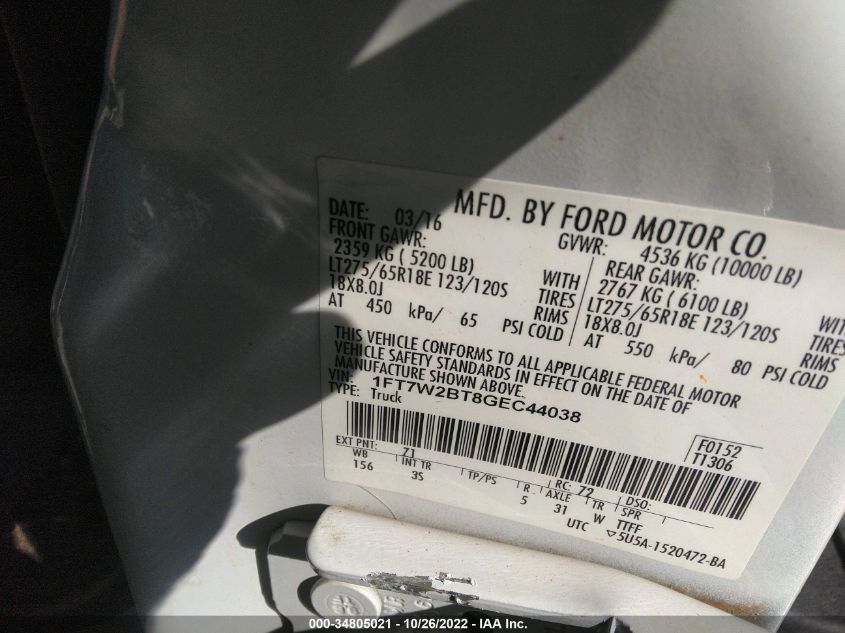 MFD. BY FORD MOTOR CO.
DATE: 03/16 GVWR: 4536 KG (10000 LB)
FRONT GAWR: REAR GAWR:
2359 KG ( 5200 LB) WITH 2767 KG ( 6100 LB) WIT
LT275/65R18E 123/120S TIRES LT275/65R18E 123/120S TIRES
18X8.0J RIMS 18X8.0J RIMS
AT 450 kPa/ 65 PSI COLD AT 550 kPa/ 80 PSI COLD
THIS VEHICLE CONFORMS TO ALL APPLICABLE FEDERAL MOTOR
VEHICLE SAFETY STANDARDS IN EFFECT ON THE DATE OF
MANUFACTURE SHOWN ABOVE.
VIN: 1FT7W2BT8GEC44038
TYPE: Truck
F0152
T1306
EXT PNT: Z1 RC: 72 DSO:
WB INT TR TP/PS R AXLE TR SPR
156 3S 5 31 W TTFF
UTC ▽5U5A-1520472-BA
000-34805021 - 10/26/2022 - IAA Inc.